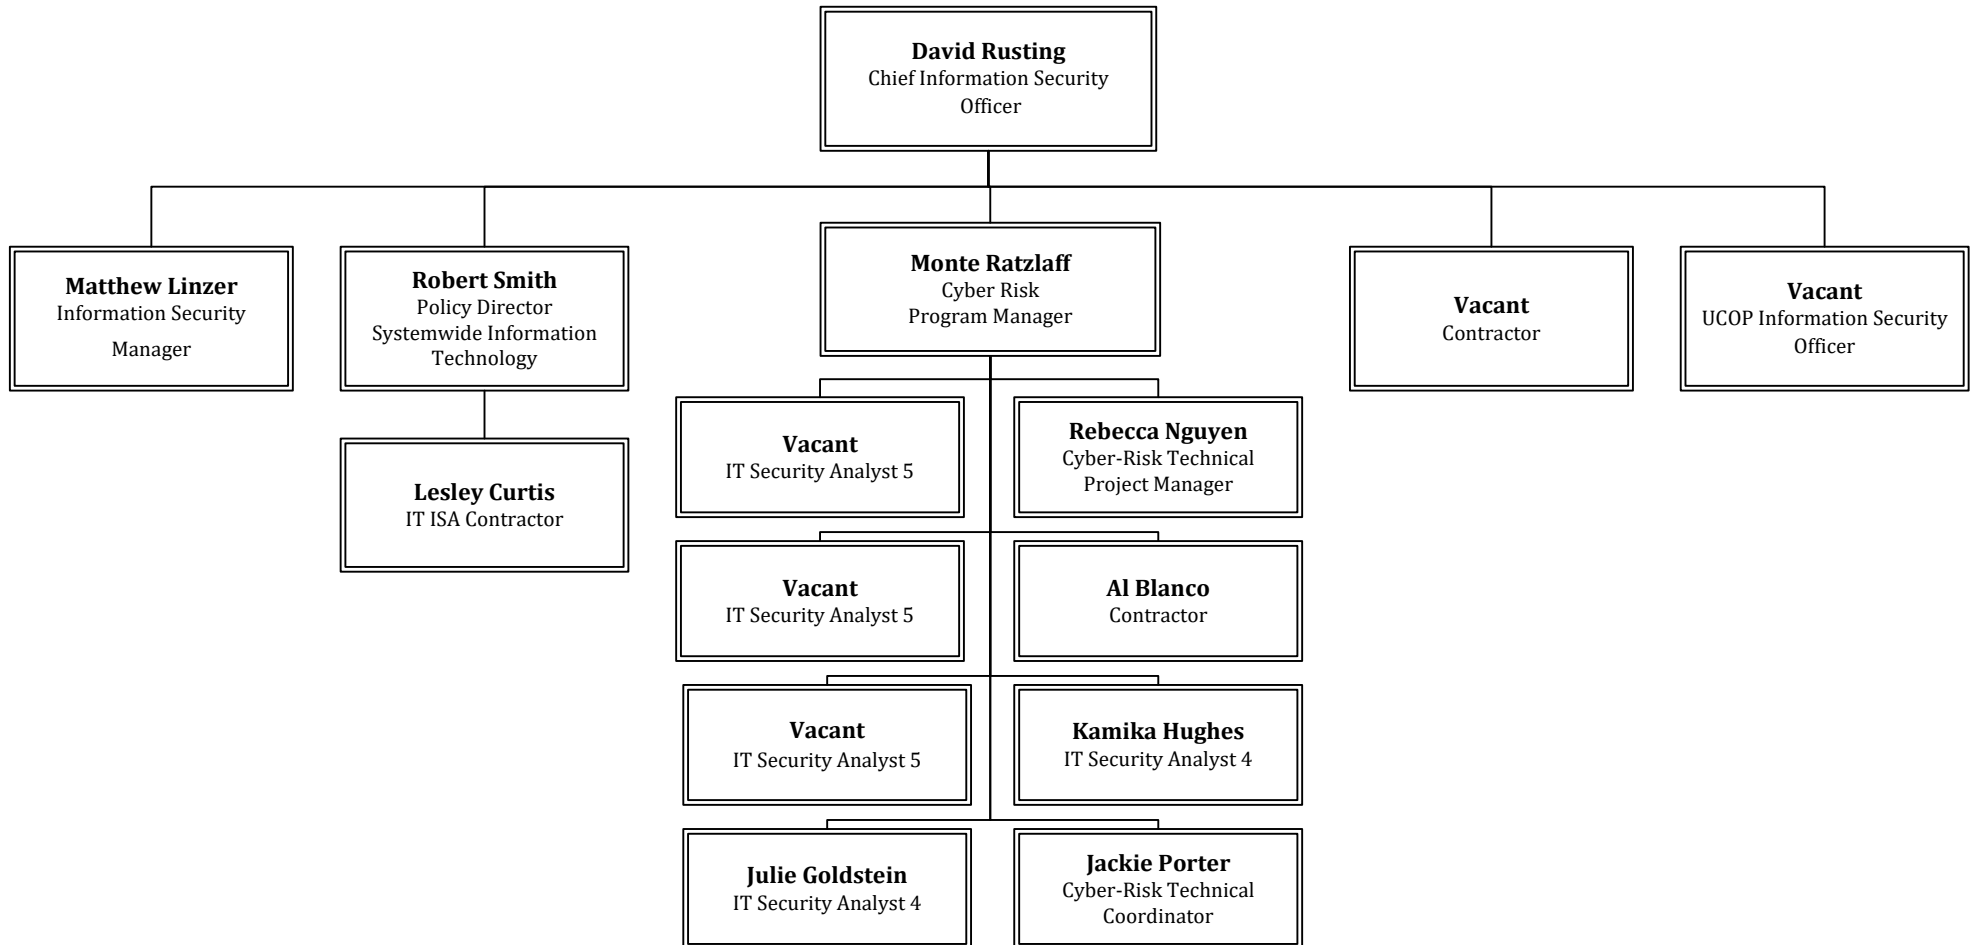 David Rusting
Chief Information Security
Officer
Matthew Linzer
Information Security
Manager
Robert Smith
Policy Director
Systemwide Information
Technology
Monte Ratzlaff
Cyber Risk
Program Manager
Vacant
Contractor
Vacant
UCOP Information Security
Officer
Lesley Curtis
IT ISA Contractor
Vacant
IT Security Analyst 5
Rebecca Nguyen
Cyber-Risk Technical
Project Manager
Vacant
IT Security Analyst 5
Al Blanco
Contractor
Vacant
IT Security Analyst 5
Kamika Hughes
IT Security Analyst 4
Julie Goldstein
IT Security Analyst 4
Jackie Porter
Cyber-Risk Technical
Coordinator